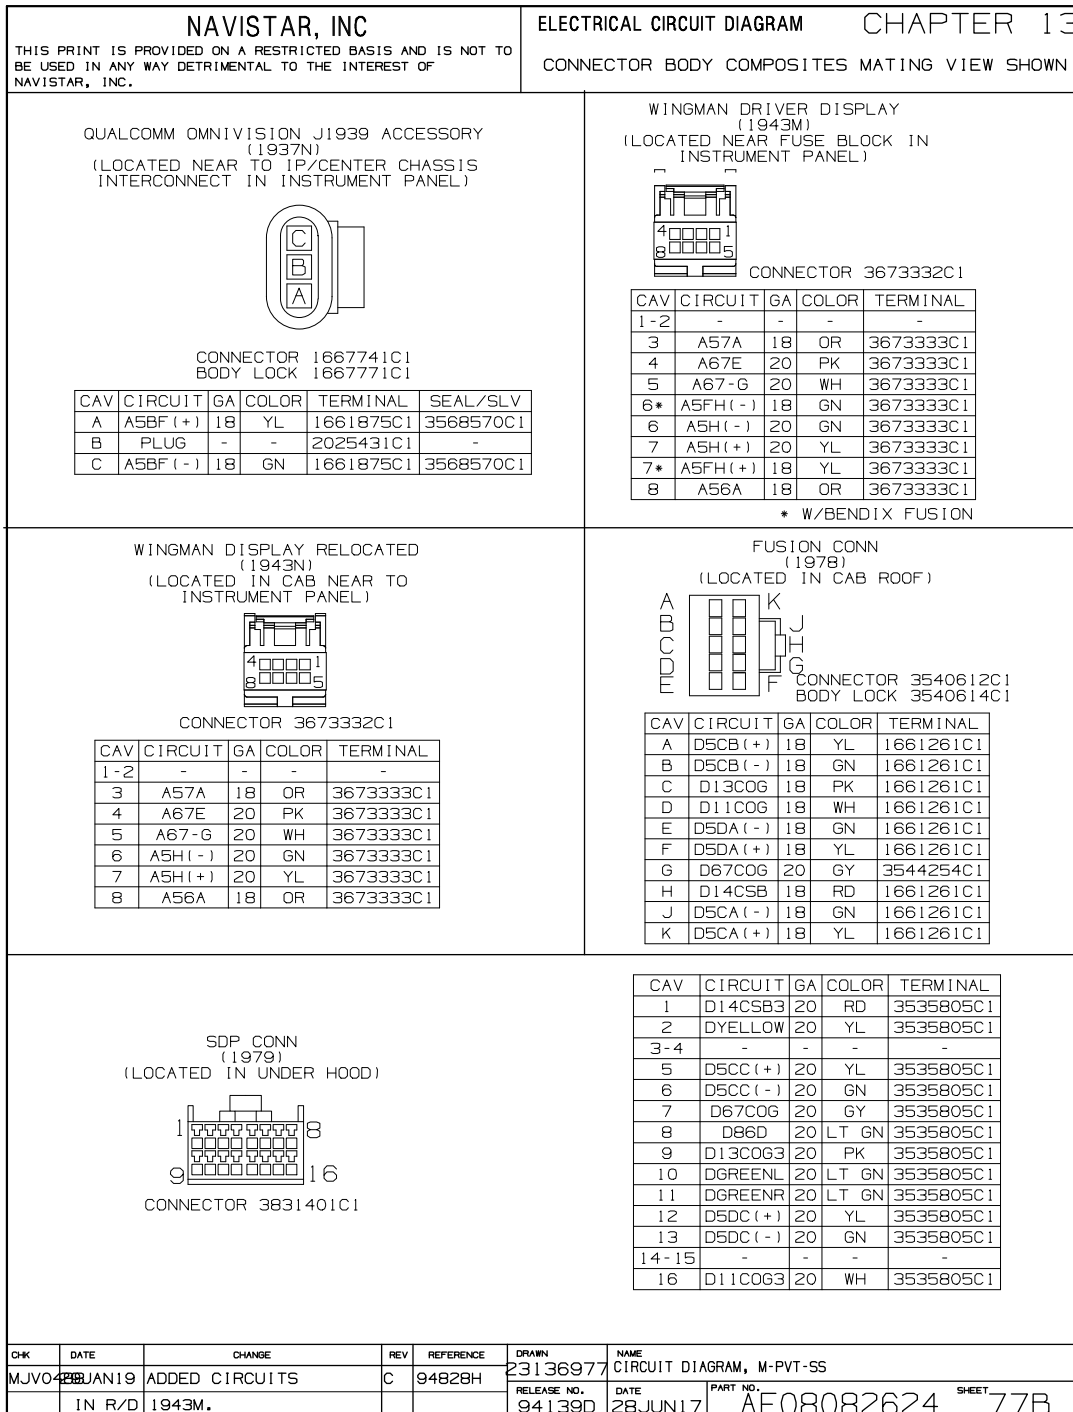 NAVISTAR, INC
THIS PRINT IS PROVIDED ON A RESTRICTED BASIS AND IS NOT TO
BE USED IN ANY WAY DETRIMENTAL TO THE INTEREST OF
NAVISTAR, INC.
ELECTRICAL CIRCUIT DIAGRAM CHAPTER 13
CONNECTOR BODY COMPOSITES MATING VIEW SHOWN
QUALCOMM OMNIVISION J1939 ACCESSORY
(1937N)
(LOCATED NEAR TO IP/CENTER CHASSIS
INTERCONNECT IN INSTRUMENT PANEL)
C
B
A
CONNECTOR 1667741C1
BODY LOCK 1667771C1
CAV CIRCUIT GA COLOR TERMINAL SEAL/SLV
A A5BF(+) 18 YL 1661875C1 3568570C1
B PLUG - - 2025431C1 -
C A5BF(-) 18 GN 1661875C1 3568570C1
WINGMAN DRIVER DISPLAY
(1943M)
(LOCATED NEAR FUSE BLOCK IN
INSTRUMENT PANEL)
4 1
8 5
CONNECTOR 3673332C1
CAV CIRCUIT GA COLOR TERMINAL
1-2 - - - -
3 A57A 18 OR 3673333C1
4 A67E 20 PK 3673333C1
5 A67-G 20 WH 3673333C1
6* A5FH(-) 18 GN 3673333C1
6 A5H(-) 20 GN 3673333C1
7 A5H(+) 20 YL 3673333C1
7* A5FH(+) 18 YL 3673333C1
8 A56A 18 OR 3673333C1
* W/BENDIX FUSION
WINGMAN DISPLAY RELOCATED
(1943N)
(LOCATED IN CAB NEAR TO
INSTRUMENT PANEL)
4 1
8 5
CONNECTOR 3673332C1
CAV CIRCUIT GA COLOR TERMINAL
1-2 - - - -
3 A57A 18 OR 3673333C1
4 A67E 20 PK 3673333C1
5 A67-G 20 WH 3673333C1
6 A5H(-) 20 GN 3673333C1
7 A5H(+) 20 YL 3673333C1
8 A56A 18 OR 3673333C1
FUSION CONN
(1978)
(LOCATED IN CAB ROOF)
A K
B J
C H
D G
E F
CONNECTOR 3540612C1
BODY LOCK 3540614C1
CAV CIRCUIT GA COLOR TERMINAL
A D5CB(+) 18 YL 1661261C1
B D5CB(-) 18 GN 1661261C1
C D13COG 18 PK 1661261C1
D D11COG 18 WH 1661261C1
E D5DA(-) 18 GN 1661261C1
F D5DA(+) 18 YL 1661261C1
G D67COG 20 GY 3544254C1
H D14CSB 18 RD 1661261C1
J D5CA(-) 18 GN 1661261C1
K D5CA(+) 18 YL 1661261C1
SDP CONN
(1979)
(LOCATED IN UNDER HOOD)
1 8
9 16
CONNECTOR 3831401C1
CAV CIRCUIT GA COLOR TERMINAL
1 D14CSB3 20 RD 3535805C1
2 DYELLOW 20 YL 3535805C1
3-4 - - - -
5 D5CC(+) 20 YL 3535805C1
6 D5CC(-) 20 GN 3535805C1
7 D67COG 20 GY 3535805C1
8 D86D 20 LT GN 3535805C1
9 D13COG3 20 PK 3535805C1
10 DGREENL 20 LT GN 3535805C1
11 DGREENR 20 LT GN 3535805C1
12 D5DC(+) 20 YL 3535805C1
13 D5DC(-) 20 GN 3535805C1
14-15 - - - -
16 D11COG3 20 WH 3535805C1
CHK DATE CHANGE REV REFERENCE
JAN19 ADDED CIRCUITS C 94828H
IN R/D 1943M.
DRAWN 23136977
NAME CIRCUIT DIAGRAM, M-PVT-SS
RELEASE NO. 94139D
DATE 28JUN17
PART NO. AE08082624
SHEET 77B